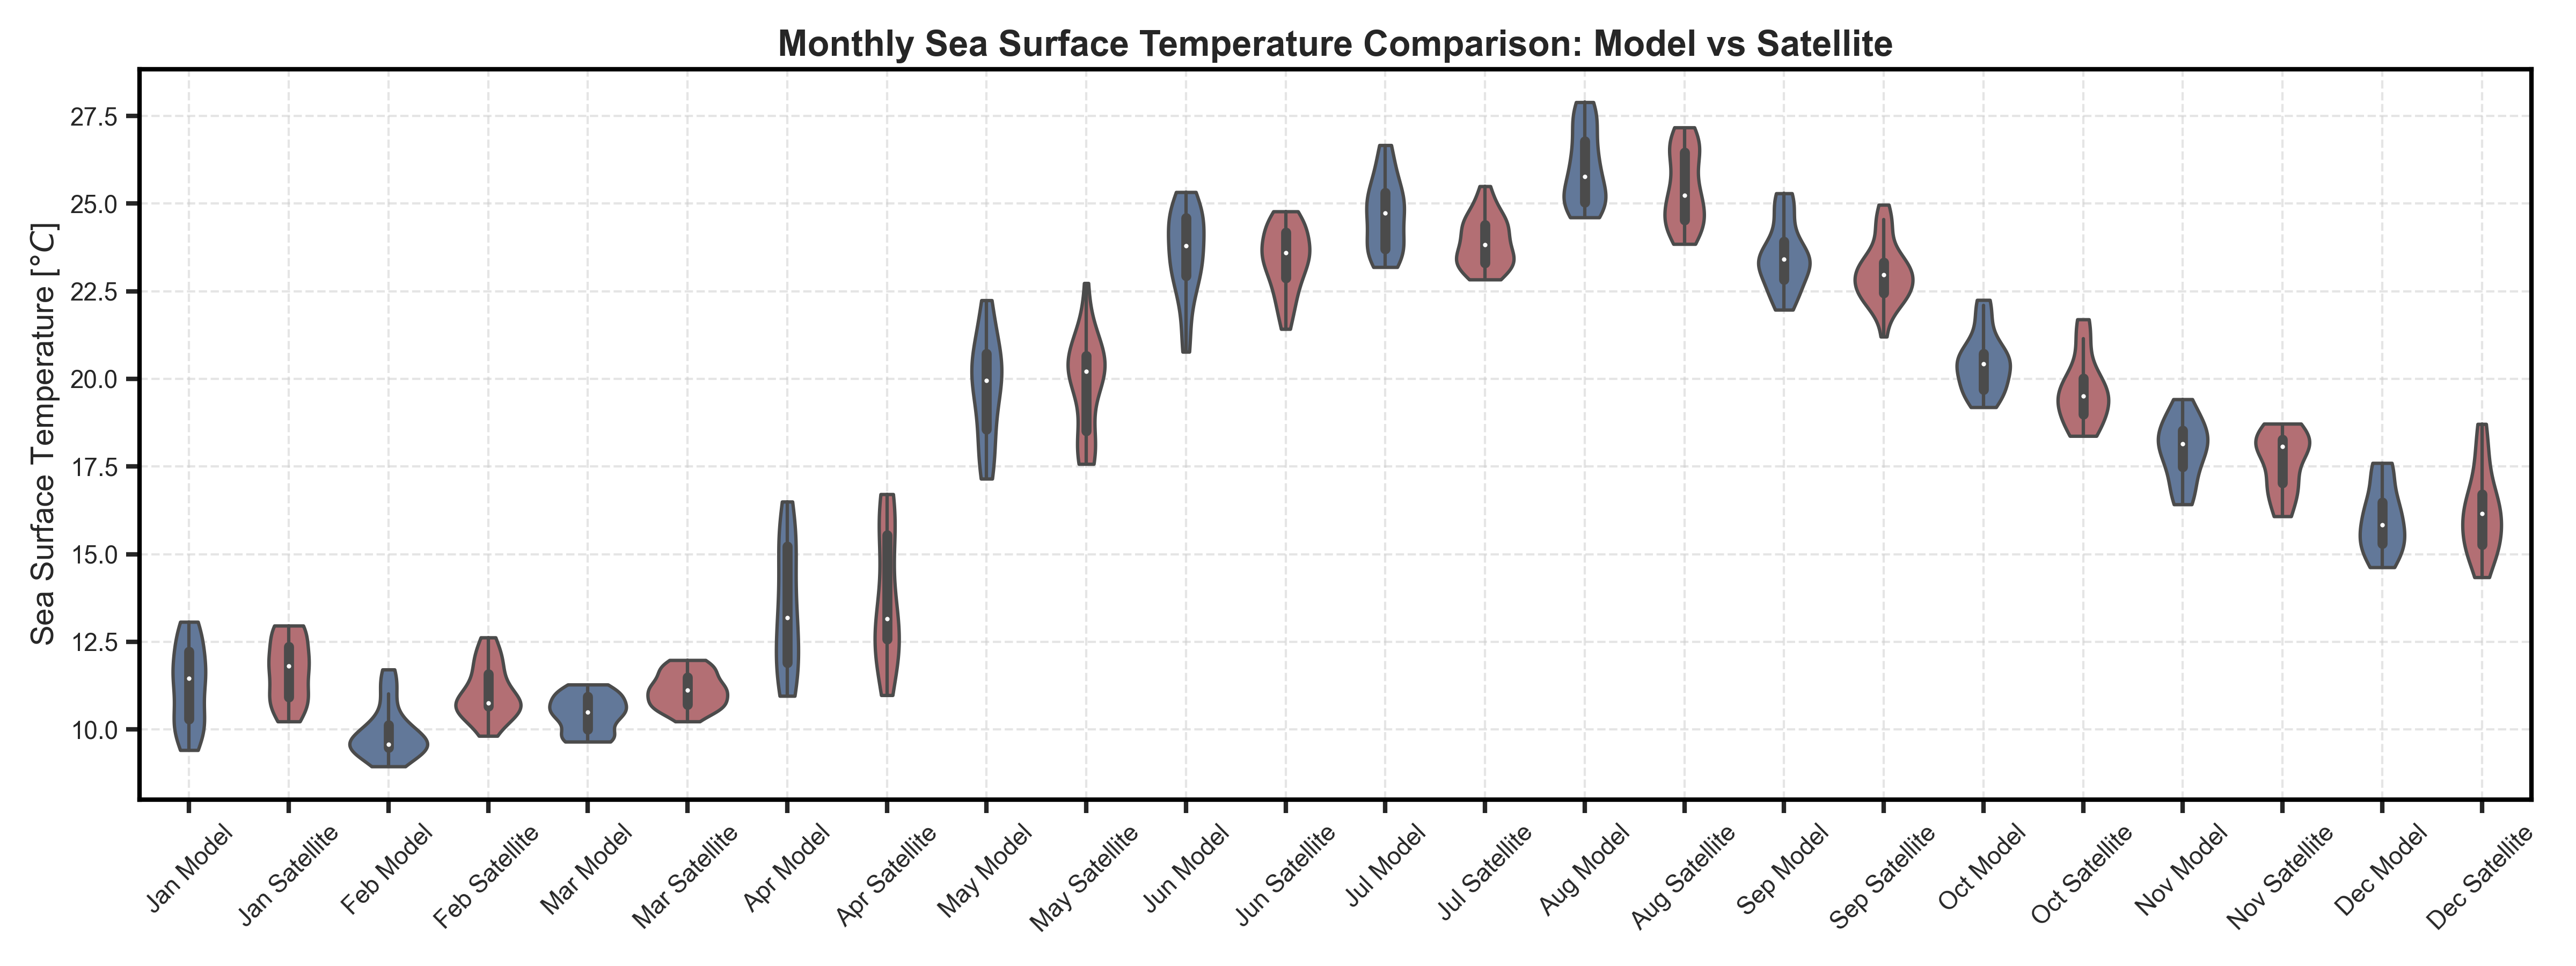 Monthly Sea Surface Temperature Comparison: Model vs Satellite
Sea Surface Temperature [°C]
27.5
25.0
22.5
20.0
17.5
15.0
12.5
10.0
Jan Model
Jan Satellite
Feb Model
Feb Satellite
Mar Model
Mar Satellite
Apr Model
Apr Satellite
May Model
May Satellite
Jun Model
Jun Satellite
Jul Model
Jul Satellite
Aug Model
Aug Satellite
Sep Model
Sep Satellite
Oct Model
Oct Satellite
Nov Model
Nov Satellite
Dec Model
Dec Satellite